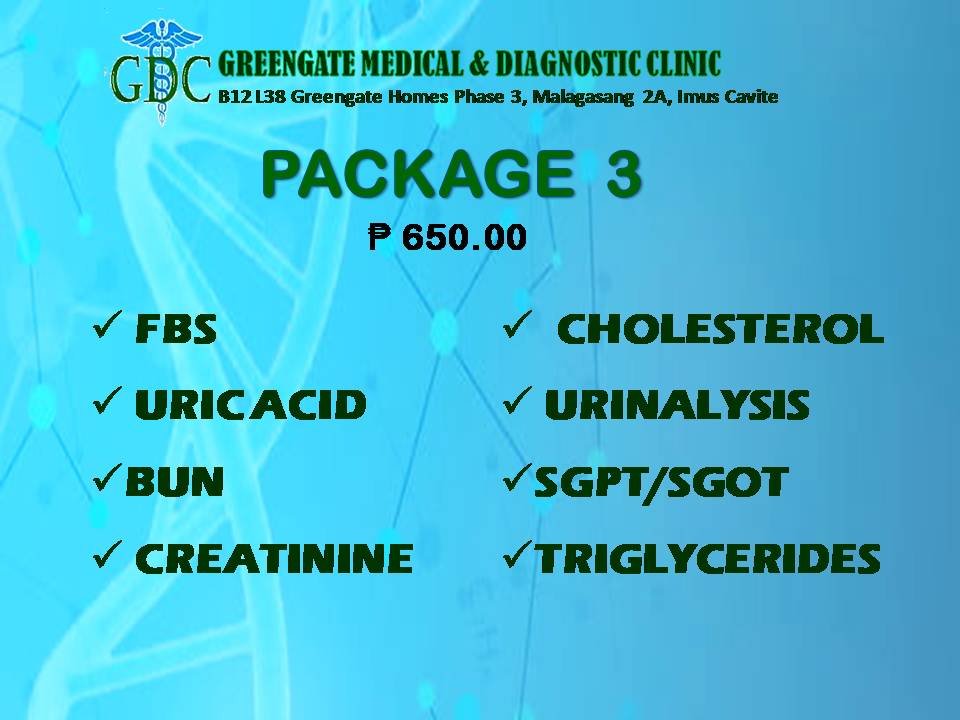 GDC GREENGATE MEDICAL & DIAGNOSTIC CLINIC
B12 L38 Greengate Homes Phase 3, Malagasang 2A, Imus Cavite
PACKAGE 3
₱ 650.00
✓ FBS
✓ URIC ACID
✓ BUN
✓ CREATININE
✓ CHOLESTEROL
✓ URINALYSIS
✓ SGPT/SGOT
✓ TRIGLYCERIDES